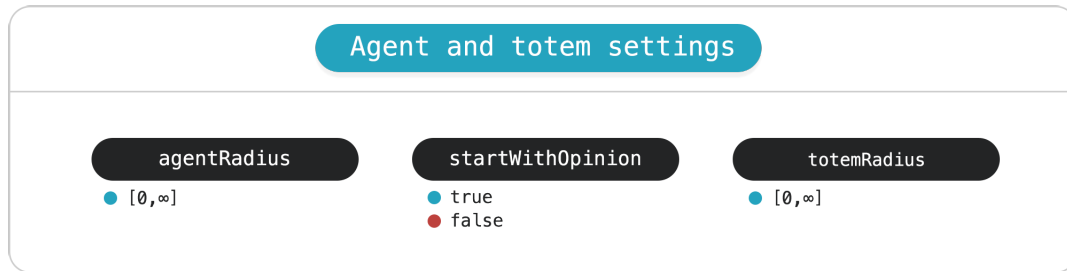 Agent and totem settings
agentRadius
[0,∞]
startWithOpinion
true
false
totemRadius
[0,∞]